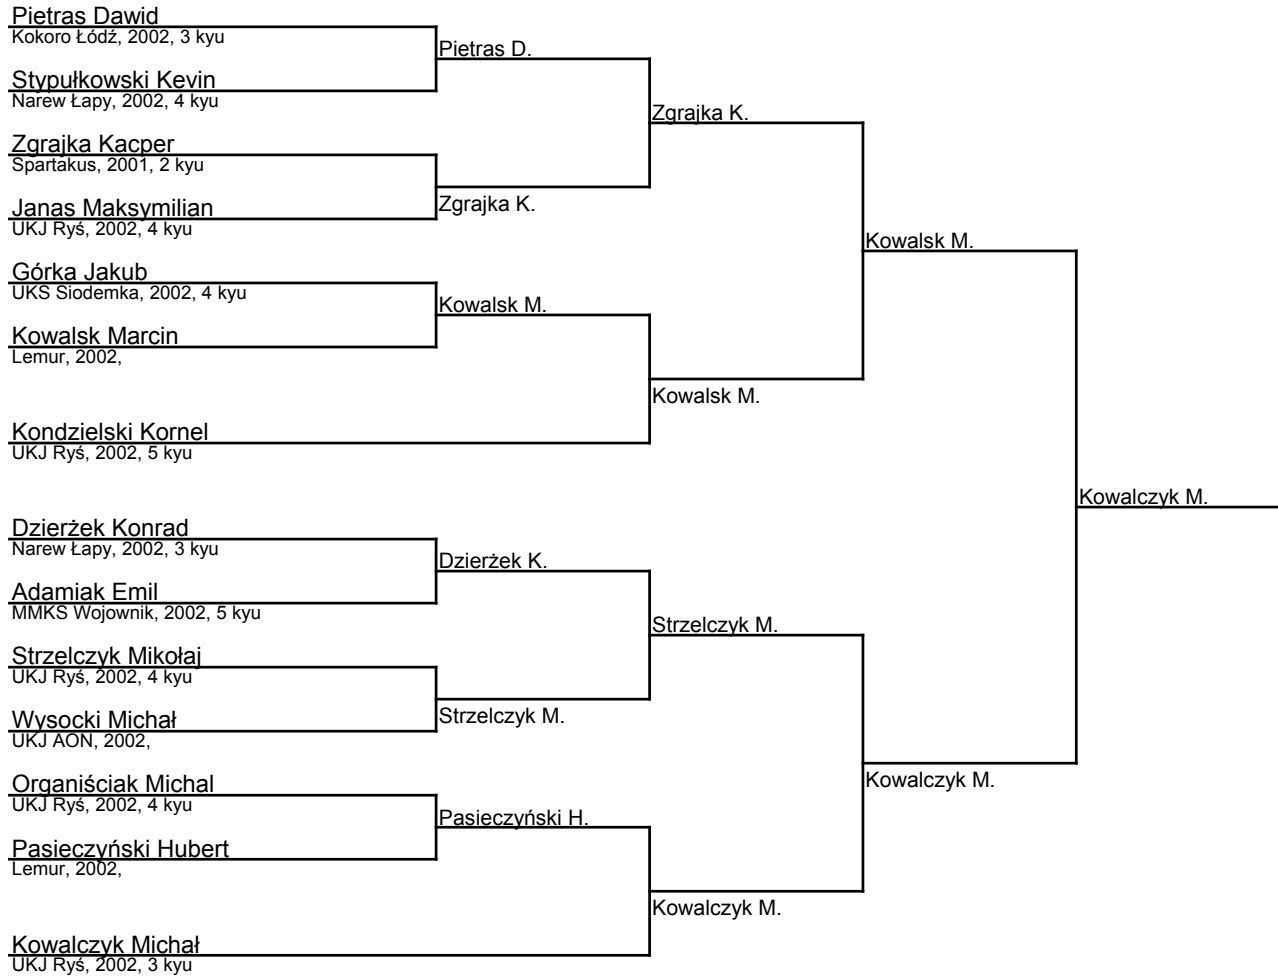 Pietras Dawid
Kokoro Łódź, 2002, 3 kyu
Pietras D.
Stypułkowski Kevin
Narew Łapy, 2002, 4 kyu
Zgrajka K.
Zgrajka Kacper
Spartakus, 2001, 2 kyu
Zgrajka K.
Janas Maksymilian
UKJ Ryś, 2002, 4 kyu
Kowalsk M.
Górka Jakub
UKS Siodemka, 2002, 4 kyu
Kowalsk M.
Kowalsk Marcin
Lemur, 2002,
Kowalsk M.
Kondzielski Kornel
UKJ Ryś, 2002, 5 kyu
Kowalczyk M.
Dzierżek Konrad
Narew Łapy, 2002, 3 kyu
Dzierżek K.
Adamiak Emil
MMKS Wojownik, 2002, 5 kyu
Strzelczyk M.
Strzelczyk Mikołaj
UKJ Ryś, 2002, 4 kyu
Strzelczyk M.
Wysocki Michał
UKJ AON, 2002,
Kowalczyk M.
Organiściak Michal
UKJ Ryś, 2002, 4 kyu
Pasieczyński H.
Pasieczyński Hubert
Lemur, 2002,
Kowalczyk M.
Kowalczyk Michał
UKJ Ryś, 2002, 3 kyu